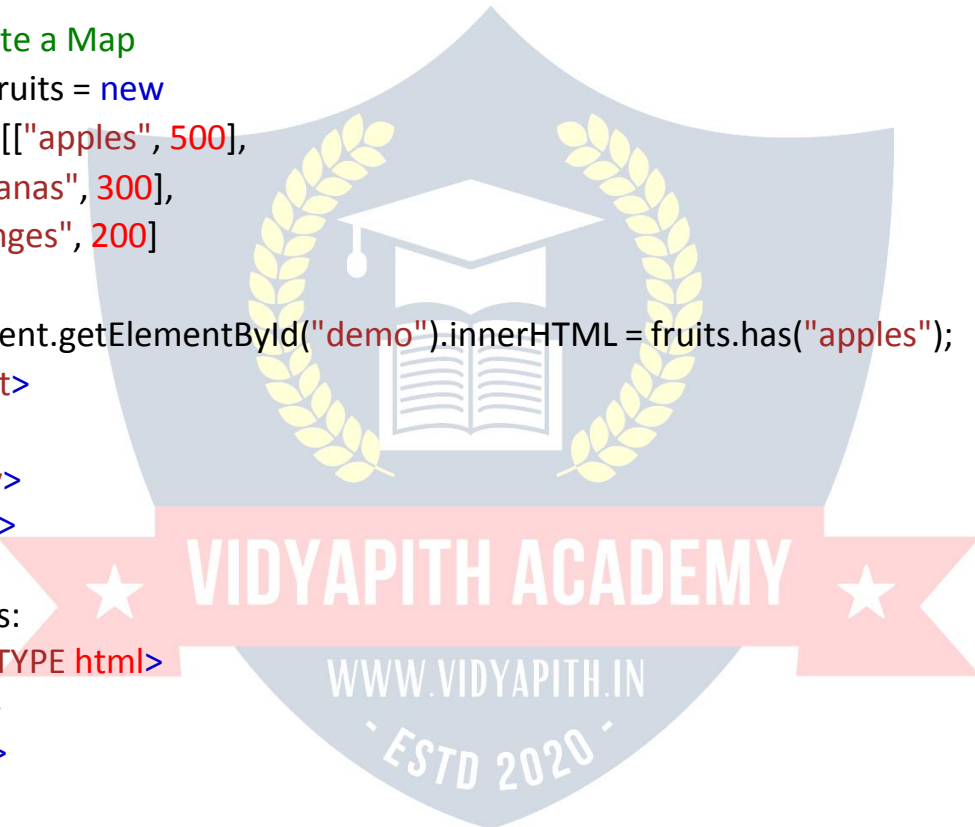 te a Map
ruits = new
[["apples", 500],
anas", 300],
nges", 200]
ent.getElementById("demo").innerHTML = fruits.has("apples");
t>
>
>
VIDYAPITH ACADEMY
s:
TYPE html>
WWW.VIDYAPITH.IN
>
- ESTD 2020 -